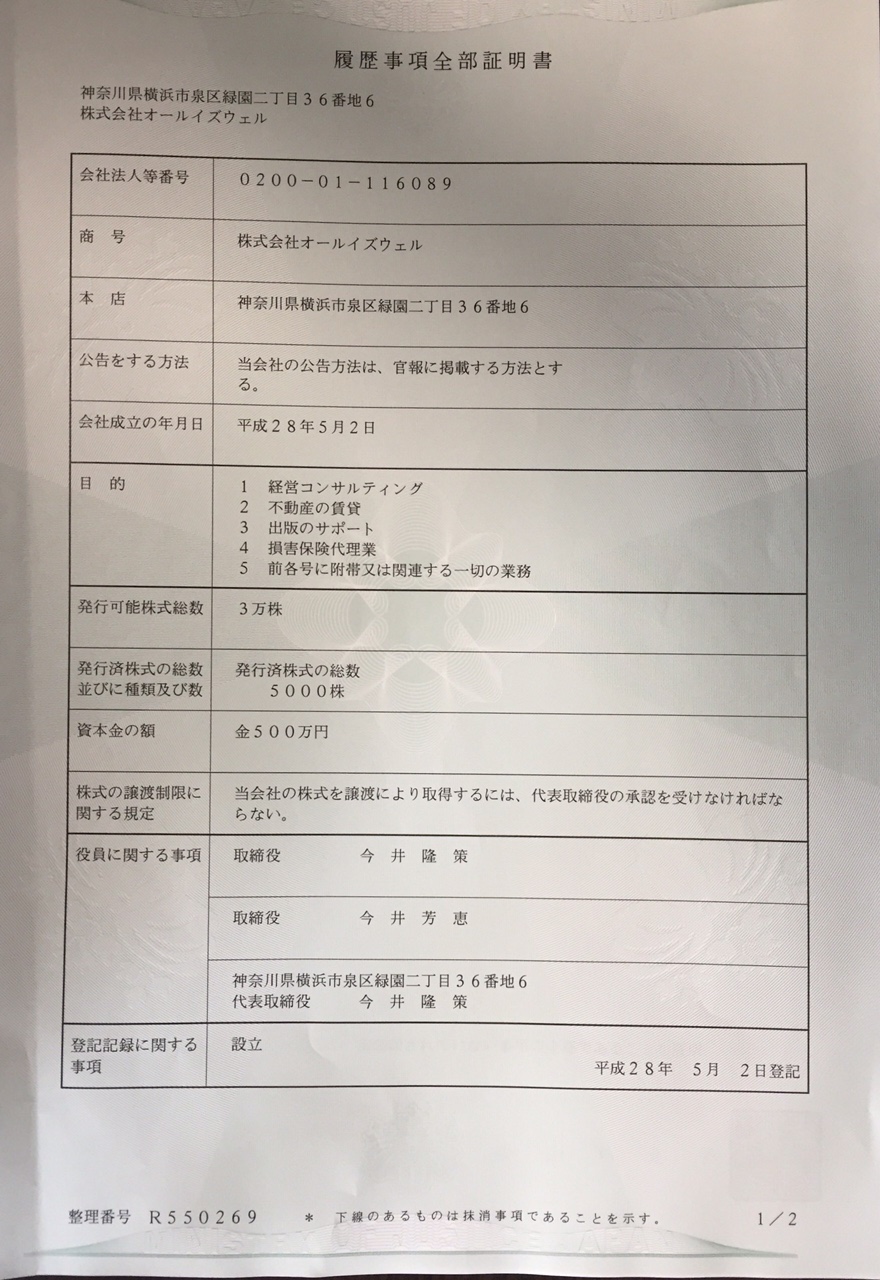 履歴事項全部証明書
神奈川県横浜市泉区緑園二丁目３６番地６
株式会社オールイズウェル
会社法人等番号　０２００－０１－１１６０８９
商　号　株式会社オールイズウェル
本　店　神奈川県横浜市泉区緑園二丁目３６番地６
公告をする方法　当会社の公告方法は、官報に掲載する方法とす
る。
会社成立の年月日　平成２８年５月２日
目　的　１　経営コンサルティング
２　不動産の賃貸
３　出版のサポート
４　損害保険代理業
５　前各号に附帯又は関連する一切の業務
発行可能株式総数　３万株
発行済株式の総数　発行済株式の総数
並びに種類及び数　５０００株
資本金の額　金５００万円
株式の譲渡制限に　当会社の株式を譲渡により取得するには、代表取締役の承認を受けなければな
関する規定　らない。
役員に関する事項　取締役　今　井　隆　策
取締役　今　井　芳　恵
神奈川県横浜市泉区緑園二丁目３６番地６
代表取締役　今　井　隆　策
登記記録に関する　設立
事項　平成２８年　５月　２日登記
整理番号　Ｒ５５０２６９　＊　下線のあるものは抹消事項であることを示す。　１／２